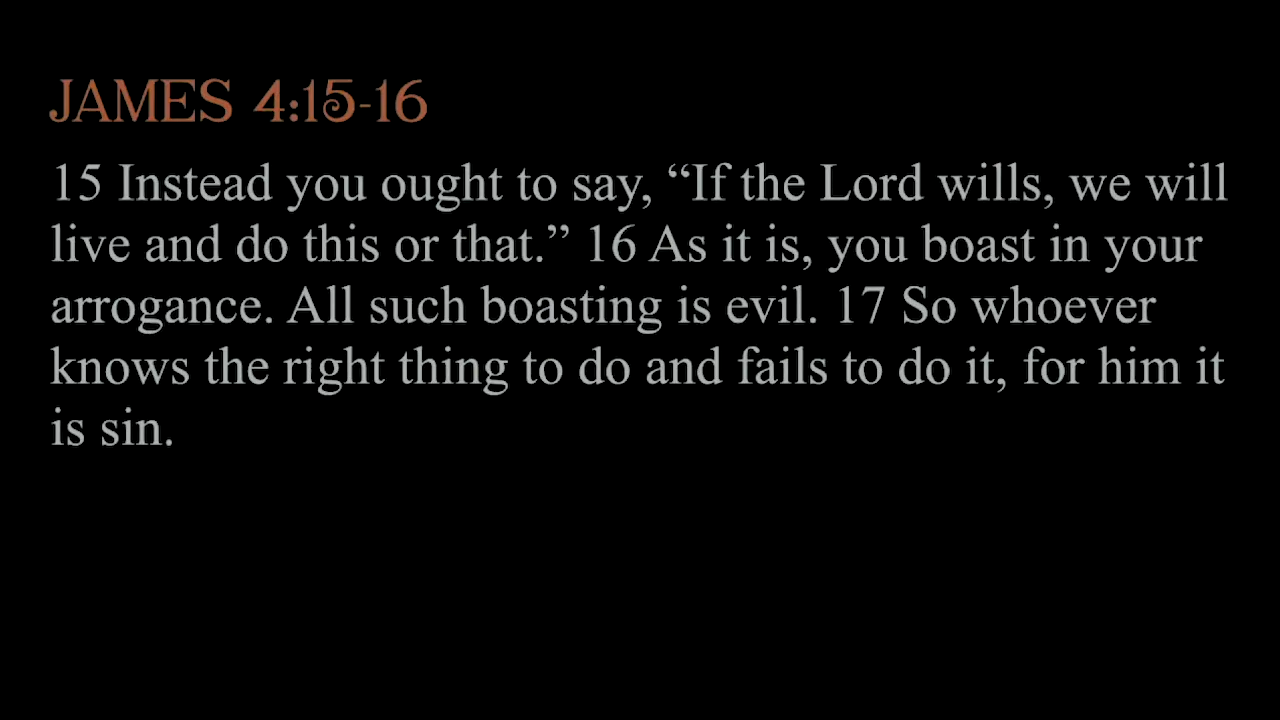 JAMES 4:15-16
15 Instead you ought to say, “If the Lord wills, we will
live and do this or that.” 16 As it is, you boast in your
arrogance. All such boasting is evil. 17 So whoever
knows the right thing to do and fails to do it, for him it
is sin.